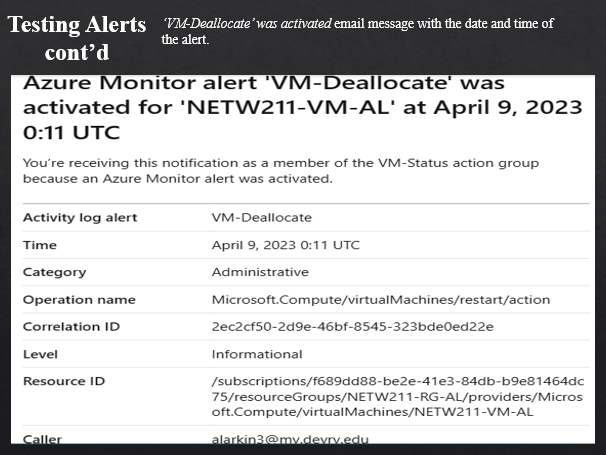 Testing Alerts
cont’d
‘VM-Deallocate’ was activated email message with the date and time of
the alert.
Azure Monitor alert 'VM-Deallocate' was
activated for 'NETW211-VM-AL' at April 9, 2023
0:11 UTC
You’re receiving this notification as a member of the VM-Status action group
because an Azure Monitor alert was activated.
Activity log alert VM-Deallocate
Time April 9, 2023 0:11 UTC
Category Administrative
Operation name Microsoft.Compute/virtualMachines/restart/action
Correlation ID 2ec2cf50-2d9e-46bf-8545-323bde0ed22e
Level Informational
Resource ID /subscriptions/f689dd88-be2e-41e3-84db-b9e81464dc
75/resourceGroups/NETW211-RG-AL/providers/Micros
oft.Compute/virtualMachines/NETW211-VM-AL
Caller alarkin3@my.devry.edu